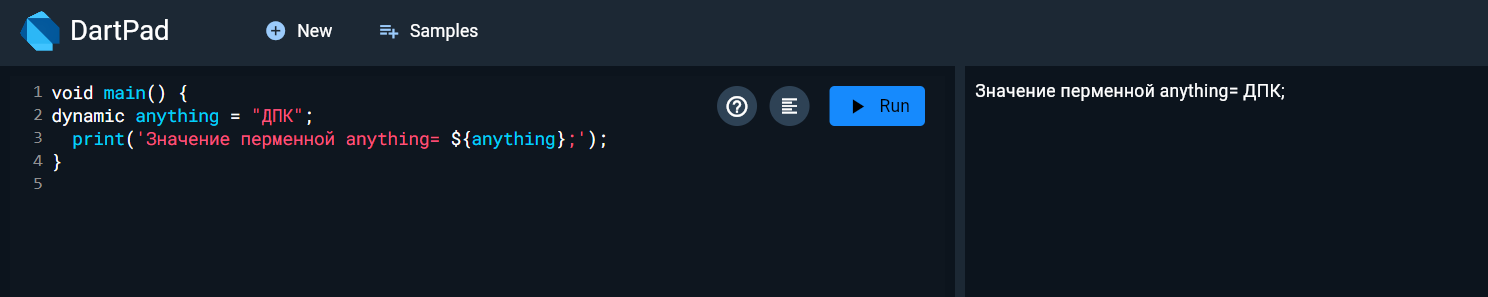 DartPad New Samples
1 void main() {
2 dynamic anything = "ДПК";
3   print('Значение перменной anything= ${anything};');
4 }
5
Run
Значение перменной anything= ДПК;